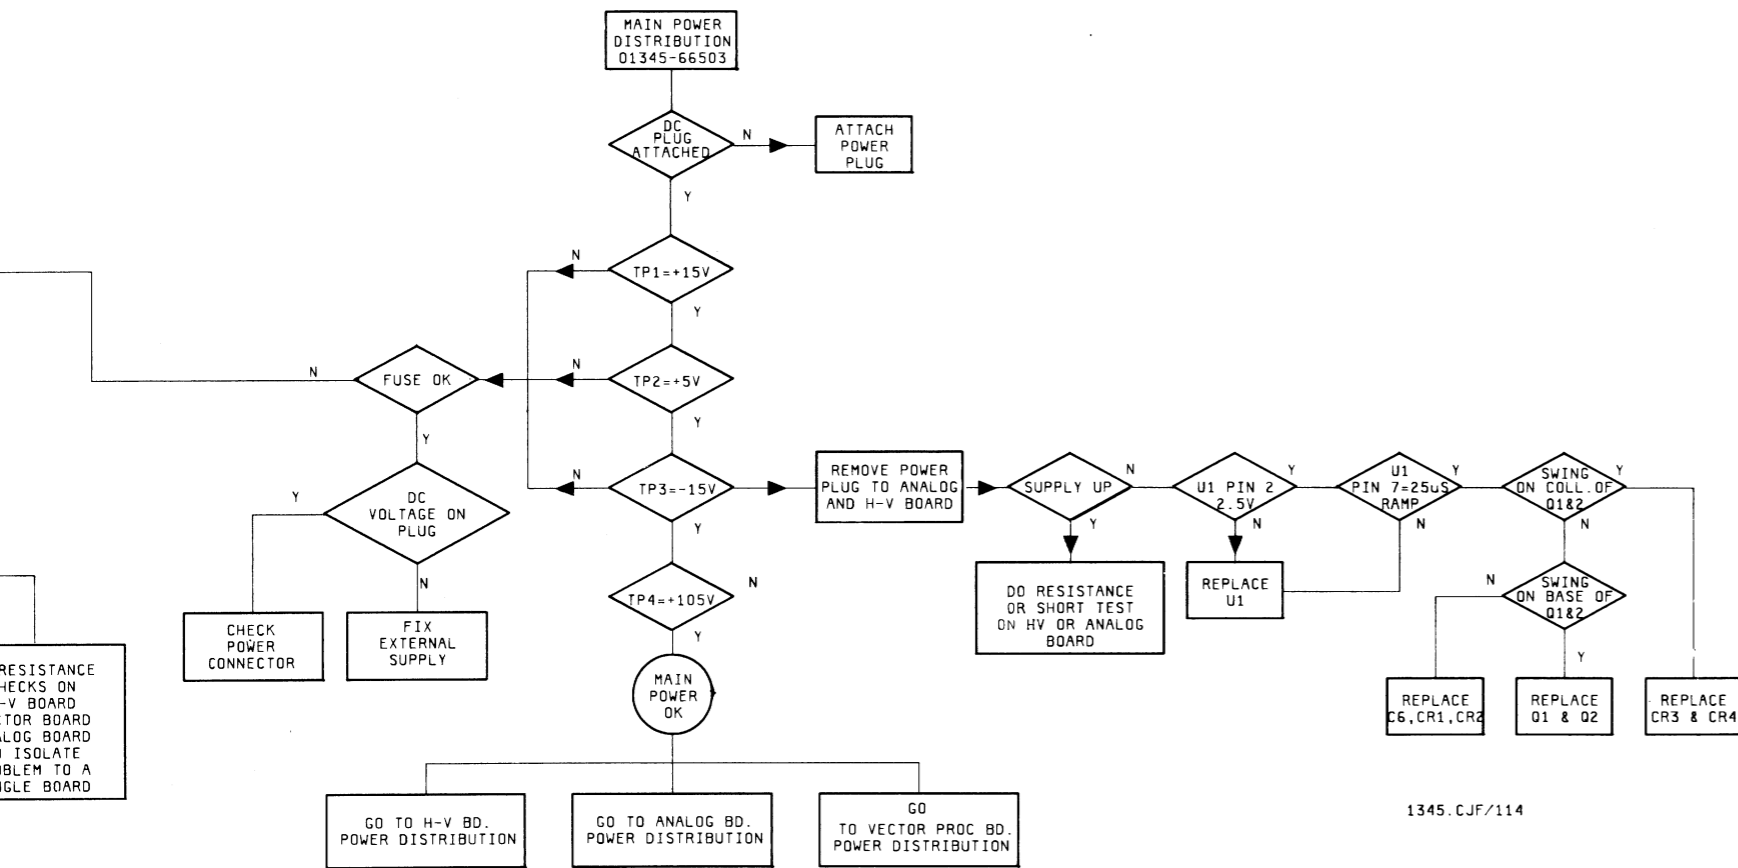 MAIN POWER
DISTRIBUTION
01345-66503
DC
PLUG
ATTACHED
N
ATTACH
POWER
PLUG
Y
N
TP1=+15V
Y
N
FUSE OK
N
TP2=+5V
Y
Y
N
TP3=-15V
Y
REMOVE POWER
PLUG TO ANALOG
AND H-V BOARD
SUPPLY UP
N
Y
U1 PIN 2
2.5V
Y
N
U1
PIN 7=25uS
RAMP
Y
N
SWING
ON COLL.OF
Q1&2
Y
N
Y
DC
VOLTAGE ON
PLUG
N
TP4=+105V
N
Y
DO RESISTANCE
OR SHORT TEST
ON HV OR ANALOG
BOARD
REPLACE
U1
N
SWING
ON BASE OF
Q1&2
Y
CHECK
POWER
CONNECTOR
FIX
EXTERNAL
SUPPLY
MAIN
POWER
OK
REPLACE
C6,CR1,CR2
REPLACE
Q1 & Q2
REPLACE
CR3 & CR4
RESISTANCE
HECKS ON
-V BOARD
CTOR BOARD
ALOG BOARD
O ISOLATE
OBLEM TO A
NGLE BOARD
GO TO H-V BD.
POWER DISTRIBUTION
GO TO ANALOG BD.
POWER DISTRIBUTION
GO
TO VECTOR PROC BD.
POWER DISTRIBUTION
1345.CJF/114